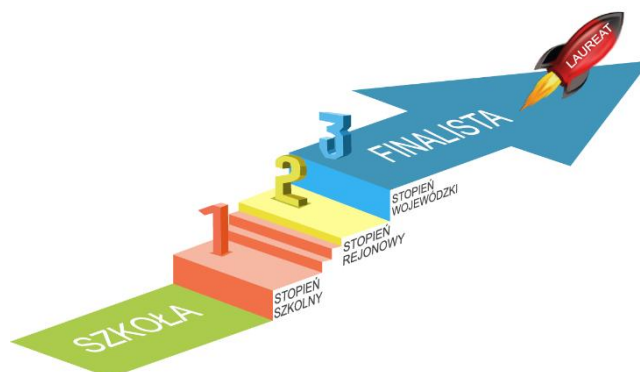 LAUREAT
3
FINALISTA
2
STOPIEŃ
WOJEWÓDZKI
1
STOPIEŃ
REJONOWY
STOPIEŃ
SZKOLNY
SZKOŁA